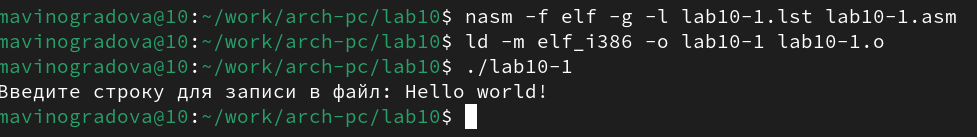 mavinogradova@10:~/work/arch-pc/lab10$ nasm -f elf -g -l lab10-1.lst lab10-1.asm
mavinogradova@10:~/work/arch-pc/lab10$ ld -m elf_i386 -o lab10-1 lab10-1.o
mavinogradova@10:~/work/arch-pc/lab10$ ./lab10-1
Введите строку для записи в файл: Hello world!
mavinogradova@10:~/work/arch-pc/lab10$